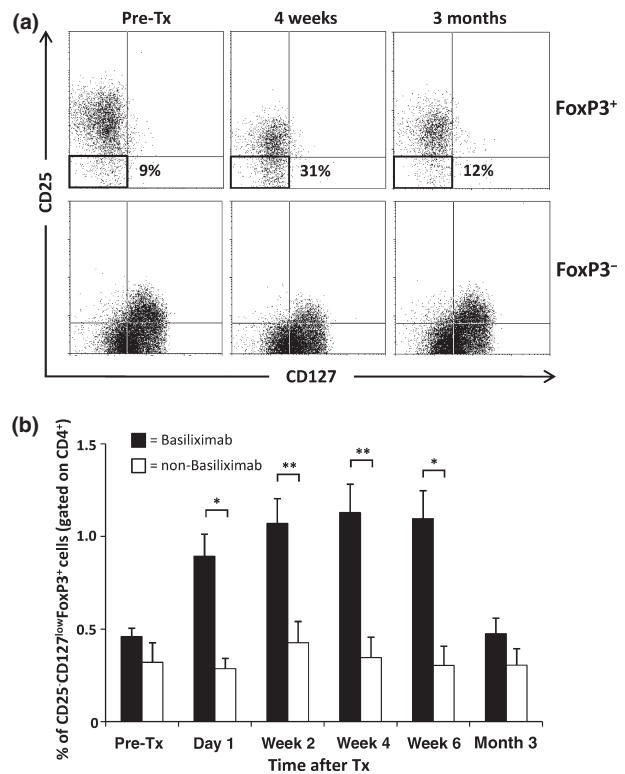 (a)
Pre-Tx 4 weeks 3 months
CD25
FoxP3⁺
9% 31% 12%
FoxP3⁻
CD127
(b)
% of CD25⁻CD127ˡᵒʷFoxP3⁺ cells (gated on CD4⁺)
1.5
1.0
0.5
0
= Basiliximab
= non-Basiliximab
* ** ** *
Pre-Tx Day 1 Week 2 Week 4 Week 6 Month 3
Time after Tx